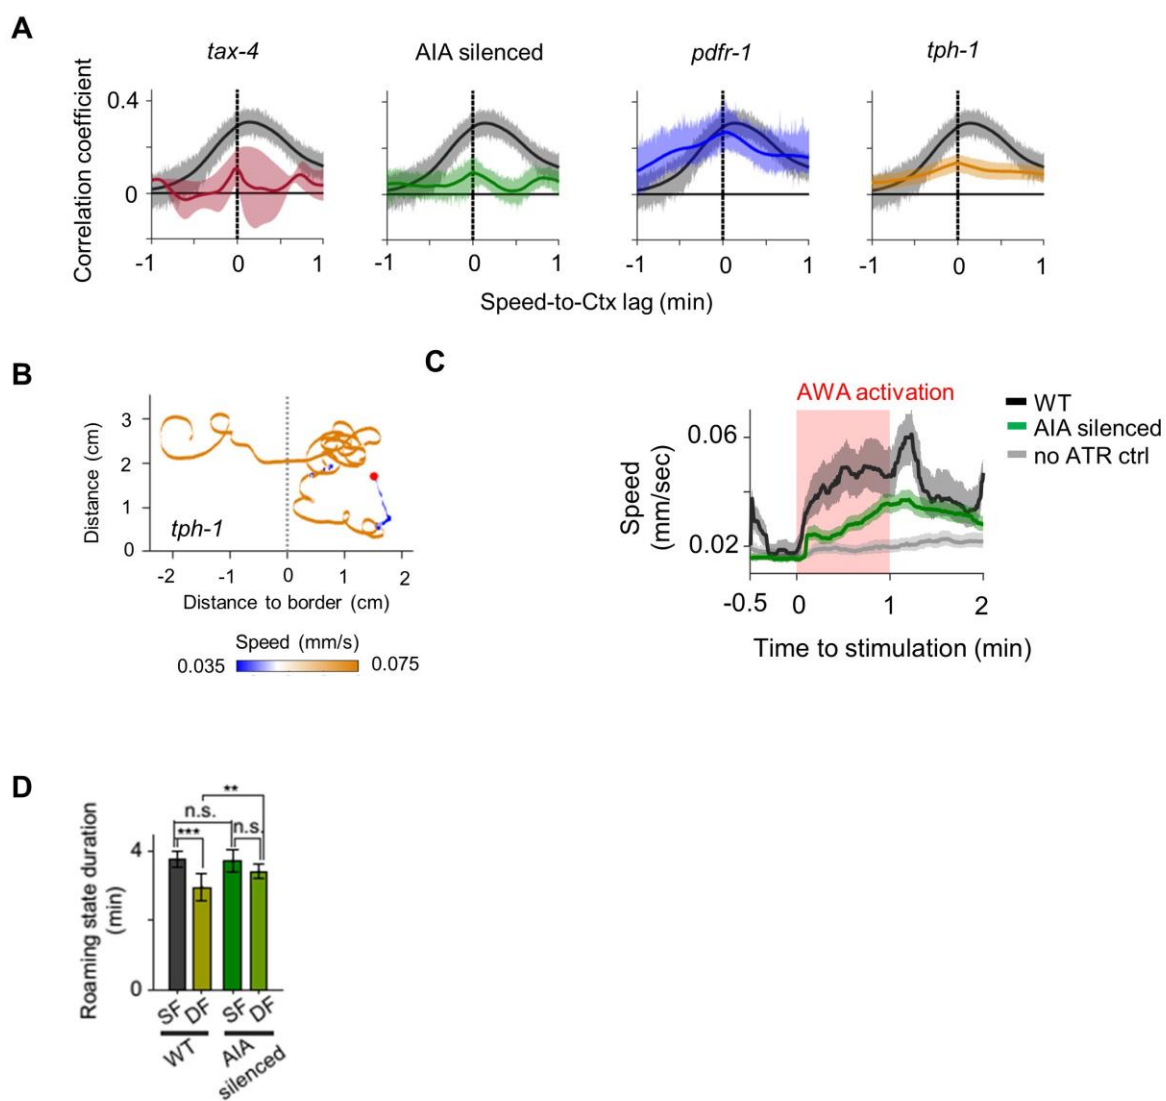 A
tax-4
AIA silenced
pdfr-1
tph-1
Correlation coefficient
0.4
0
-1 0 1
-1 0 1
-1 0 1
-1 0 1
Speed-to-Ctx lag (min)
B
Distance (cm)
3
2
1
0
tph-1
-2 -1 0 1 2
Distance to border (cm)
Speed (mm/s)
0.035 0.075
C
AWA activation
WT
AIA silenced
no ATR ctrl
Speed
(mm/sec)
0.06
0.02
-0.5 0 1 2
Time to stimulation (min)
D
Roaming state duration
(min)
**
n.s.
*** n.s.
4
0
SF DF SF DF
WT AIA
silenced